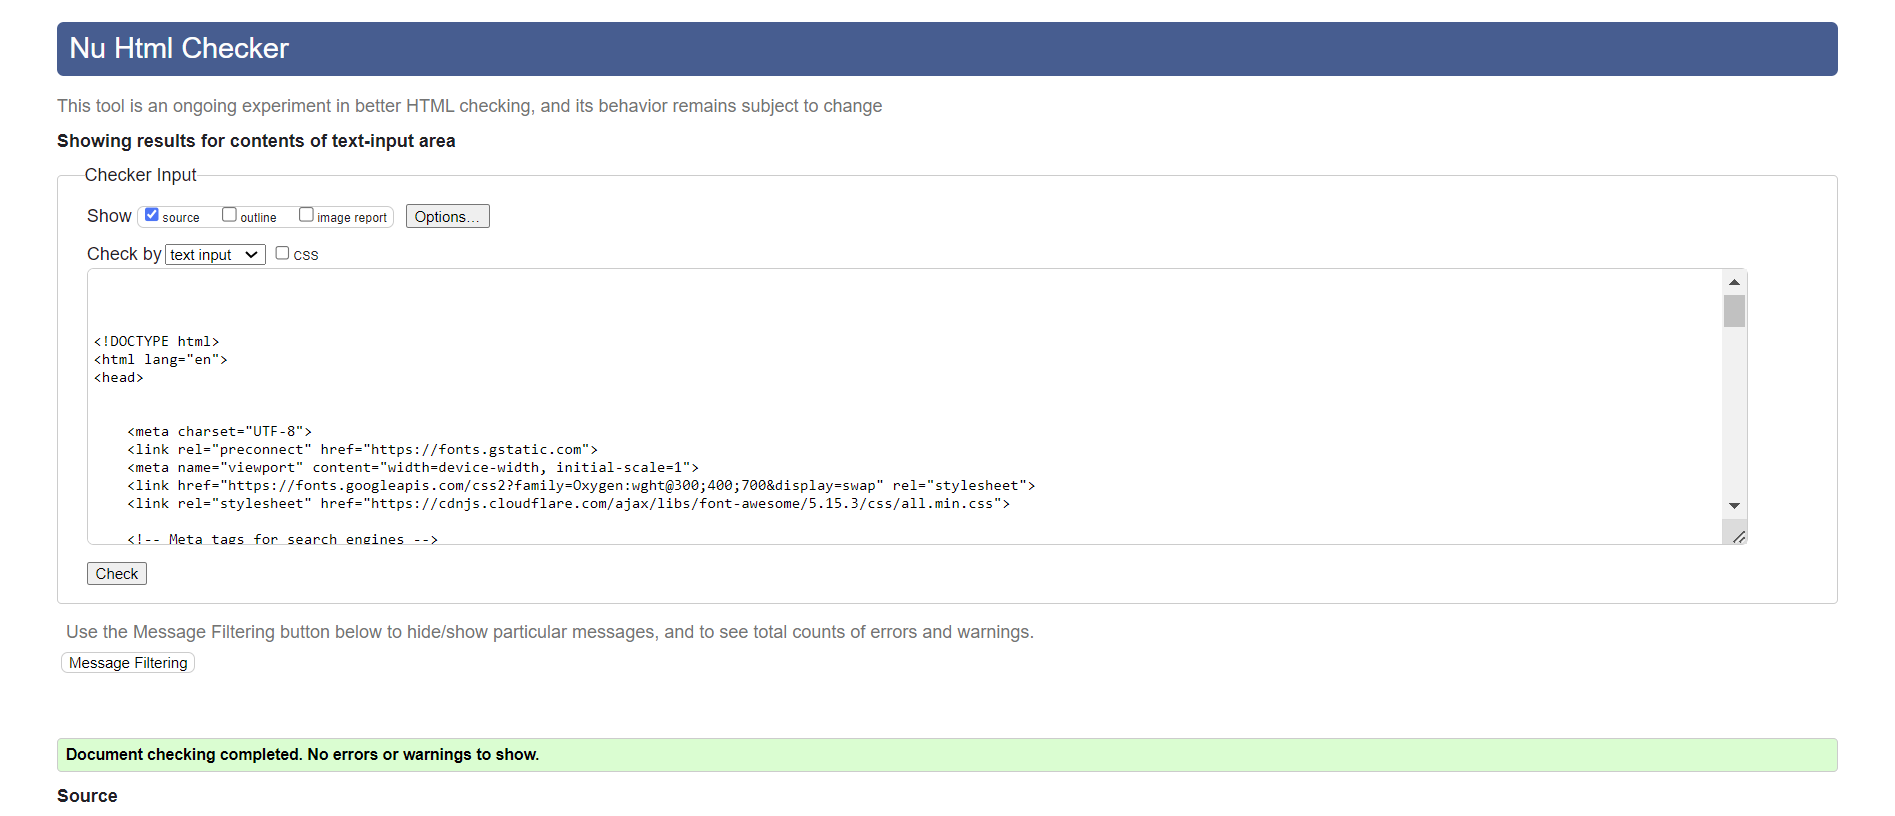 Nu Html Checker
This tool is an ongoing experiment in better HTML checking, and its behavior remains subject to change
Showing results for contents of text-input area
Checker Input
Show source outline image report Options...
Check by text input css
<!DOCTYPE html>
<html lang="en">
<head>
<meta charset="UTF-8">
<link rel="preconnect" href="https://fonts.gstatic.com">
<meta name="viewport" content="width=device-width, initial-scale=1">
<link href="https://fonts.googleapis.com/css2?family=Oxygen:wght@300;400;700&display=swap" rel="stylesheet">
<link rel="stylesheet" href="https://cdnjs.cloudflare.com/ajax/libs/font-awesome/5.15.3/css/all.min.css">
<!-- Meta tags for search engines -->
Check
Use the Message Filtering button below to hide/show particular messages, and to see total counts of errors and warnings.
Message Filtering
Document checking completed. No errors or warnings to show.
Source